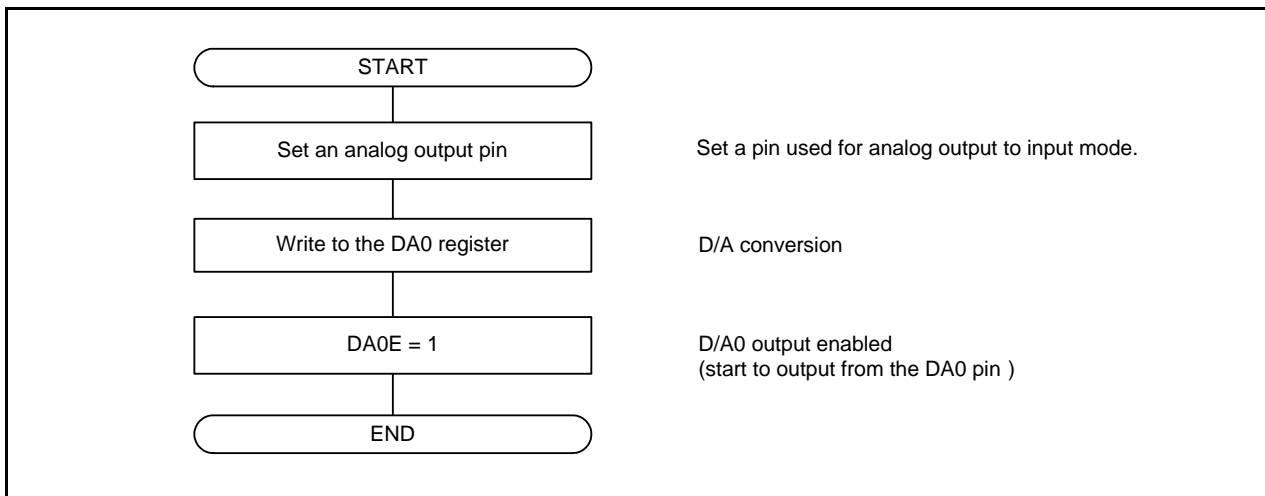 START
Set an analog output pin
Set a pin used for analog output to input mode.
Write to the DA0 register
D/A conversion
DA0E = 1
D/A0 output enabled
(start to output from the DA0 pin )
END